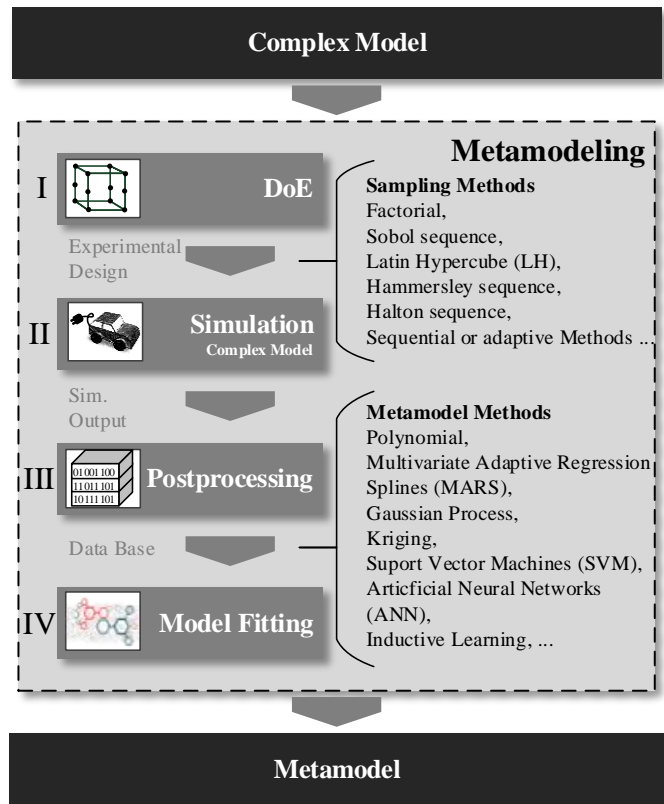 Complex Model
Metamodeling
I
DoE
Experimental
Design
Sampling Methods
Factorial,
Sobol sequence,
Latin Hypercube (LH),
Hammersley sequence,
Halton sequence,
Sequential or adaptive Methods ...
II
Simulation
Complex Model
Sim.
Output
III
01001100
11011101
10111101
Postprocessing
Data Base
Metamodel Methods
Polynomial,
Multivariate Adaptive Regression
Splines (MARS),
Gaussian Process,
Kriging,
Suport Vector Machines (SVM),
Articficial Neural Networks
(ANN),
Inductive Learning, ...
IV
Model Fitting
Metamodel